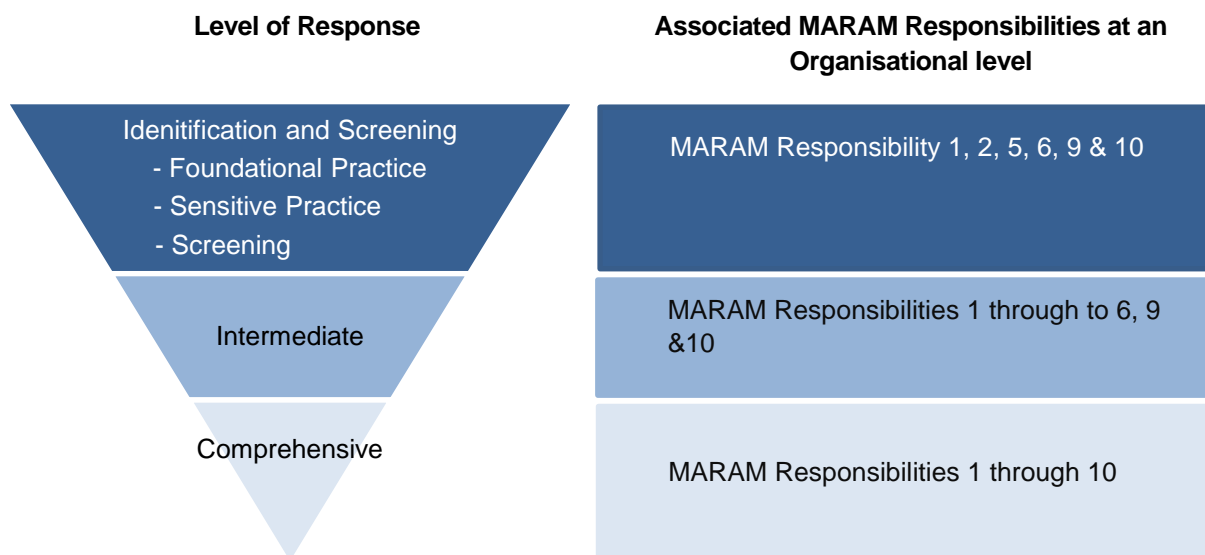 Level of Response
Associated MARAM Responsibilities at an
Organisational level
Idenitification and Screening
- Foundational Practice
- Sensitive Practice
- Screening
MARAM Responsibility 1, 2, 5, 6, 9 & 10
Intermediate
MARAM Responsibilities 1 through to 6, 9
&10
Comprehensive
MARAM Responsibilities 1 through 10